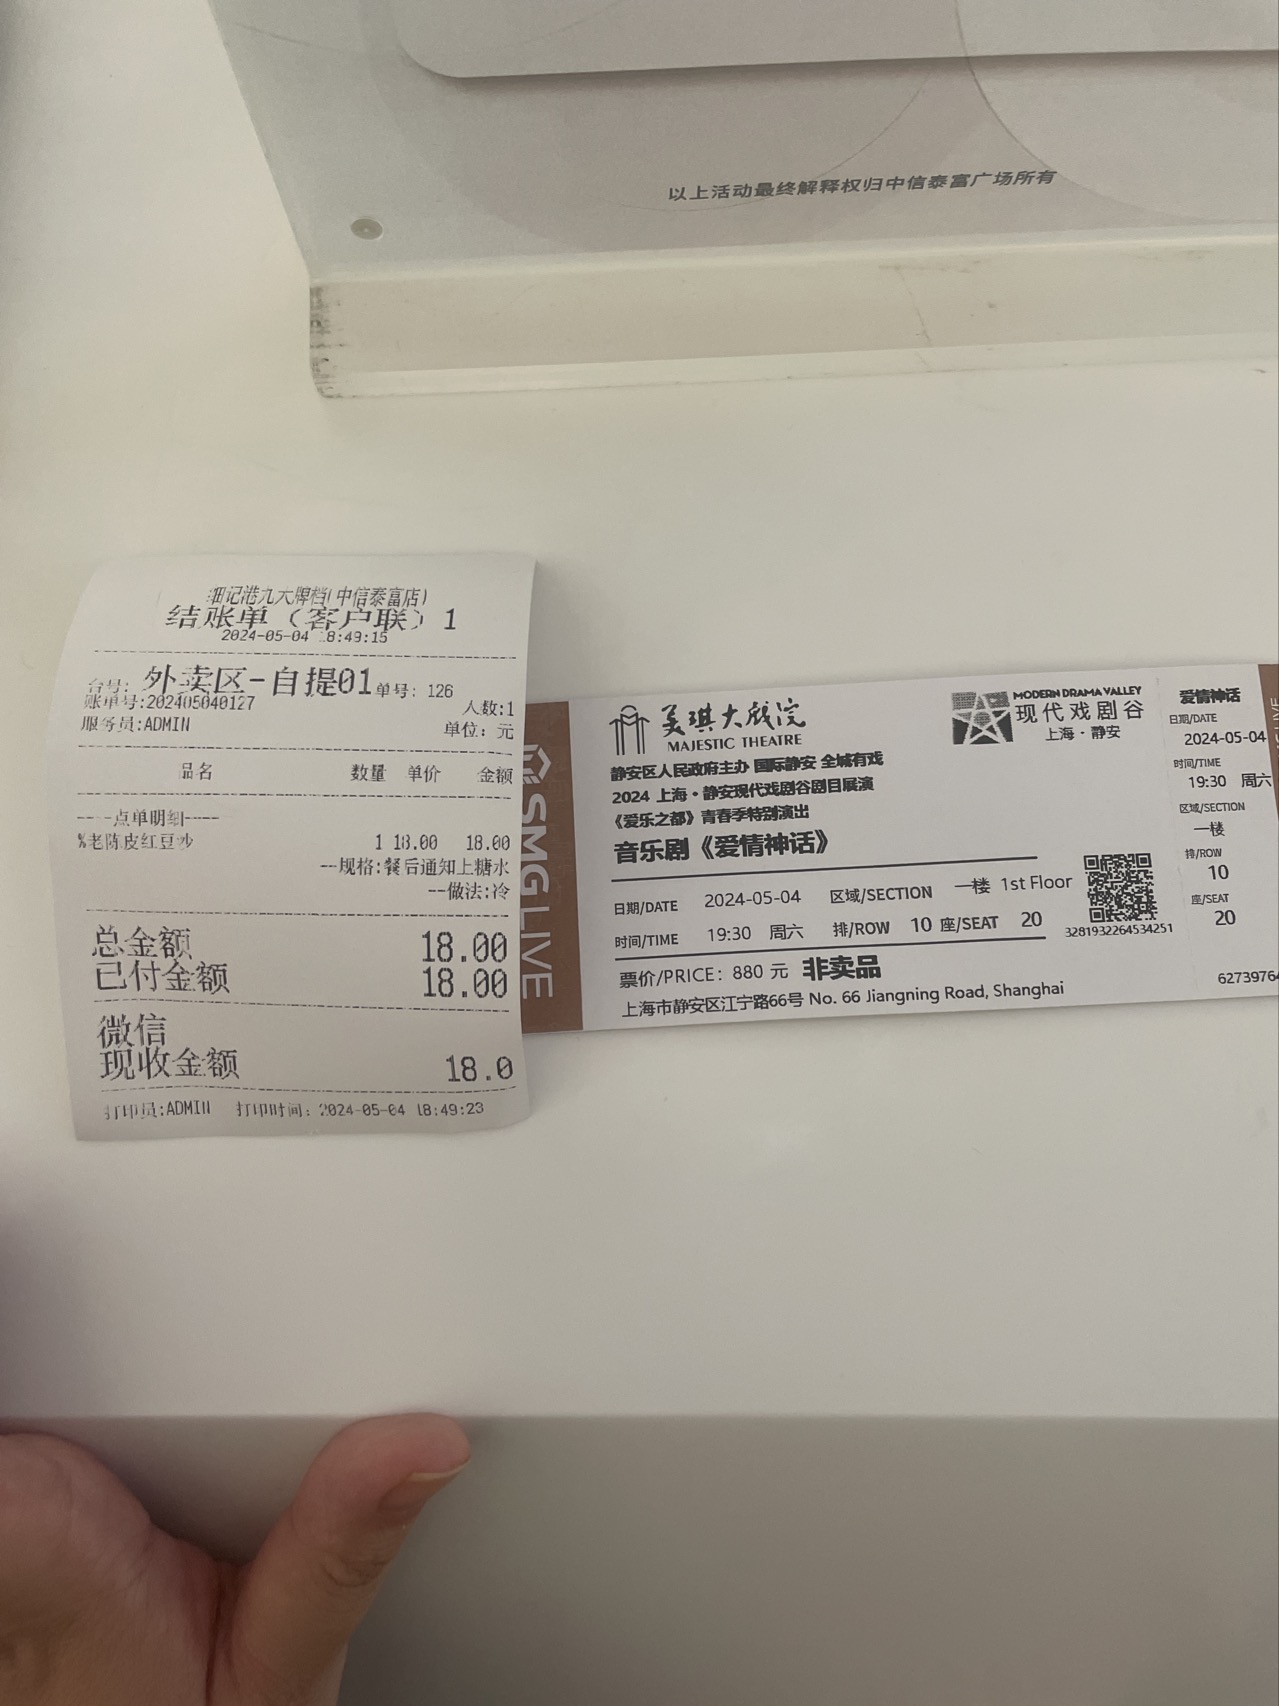 以上活动最终解释权归中信泰富广场所有
细记港九大牌档(中信泰富店)
结账单（客户联）1
2024-05-04 18:49:15
台号: 外卖区-自提01 单号: 126
账单号:202405040127 人数:1
服务员:ADMIN 单位: 元
品名 数量 单价 金额
----点单明细----
%老陈皮红豆沙 1 18.00 18.00
--规格:餐后通知上糖水
--做法:冷
总金额 18.00
已付金额 18.00
微信
现收金额 18.0
打印员:ADMIN 打印时间: 2024-05-04 18:49:23
SMG LIVE
美琪大戏院
MAJESTIC THEATRE
MODERN DRAMA VALLEY
现代戏剧谷
上海·静安
静安区人民政府主办 国际静安 全城有戏
2024 上海·静安现代戏剧谷剧目展演
《爱乐之都》青春季特别演出
音乐剧《爱情神话》
日期/DATE 2024-05-04 区域/SECTION 一楼 1st Floor
时间/TIME 19:30 周六 排/ROW 10 座/SEAT 20
3281932264534251
票价/PRICE: 880 元 非卖品
上海市静安区江宁路66号 No. 66 Jiangning Road, Shanghai
爱情神话
日期/DATE
2024-05-04
时间/TIME
19:30 周六
区域/SECTION
一楼
排/ROW
10
座/SEAT
20
6273976